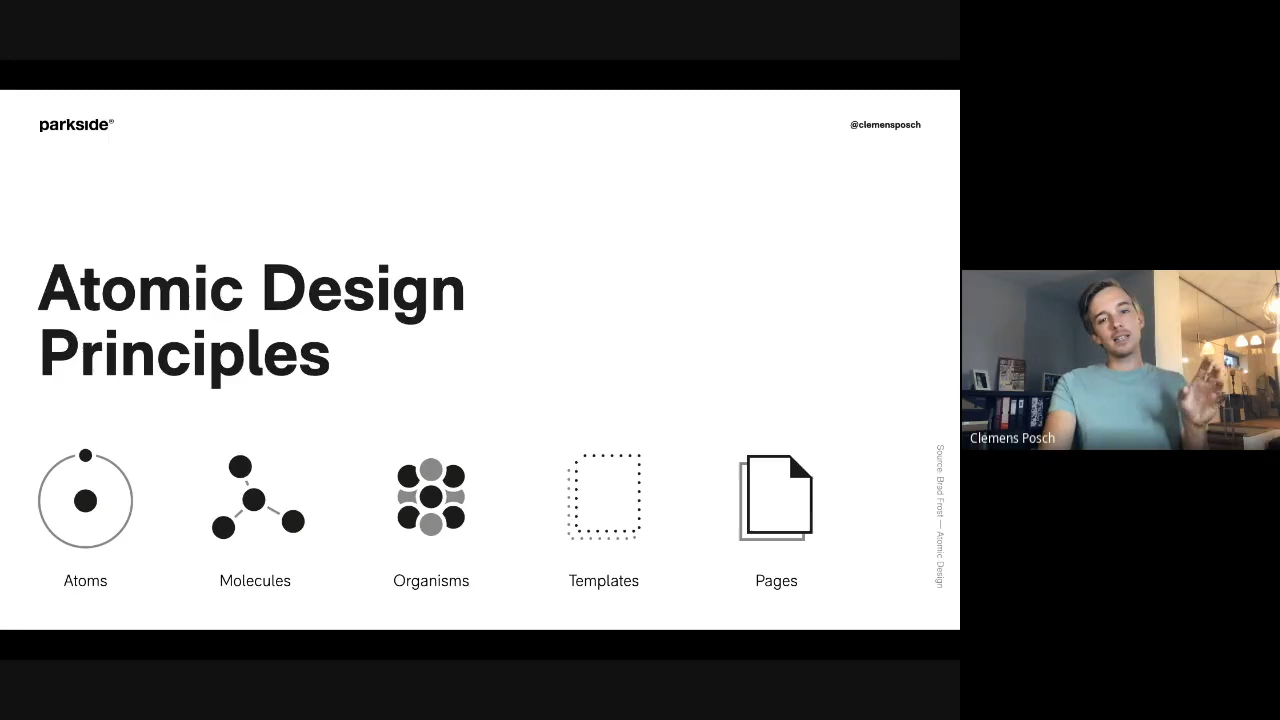 parkside®
@clemensposch
Atomic Design
Principles
Atoms
Molecules
Organisms
Templates
Pages
Source: Brad Frost — Atomic Design
Clemens Posch